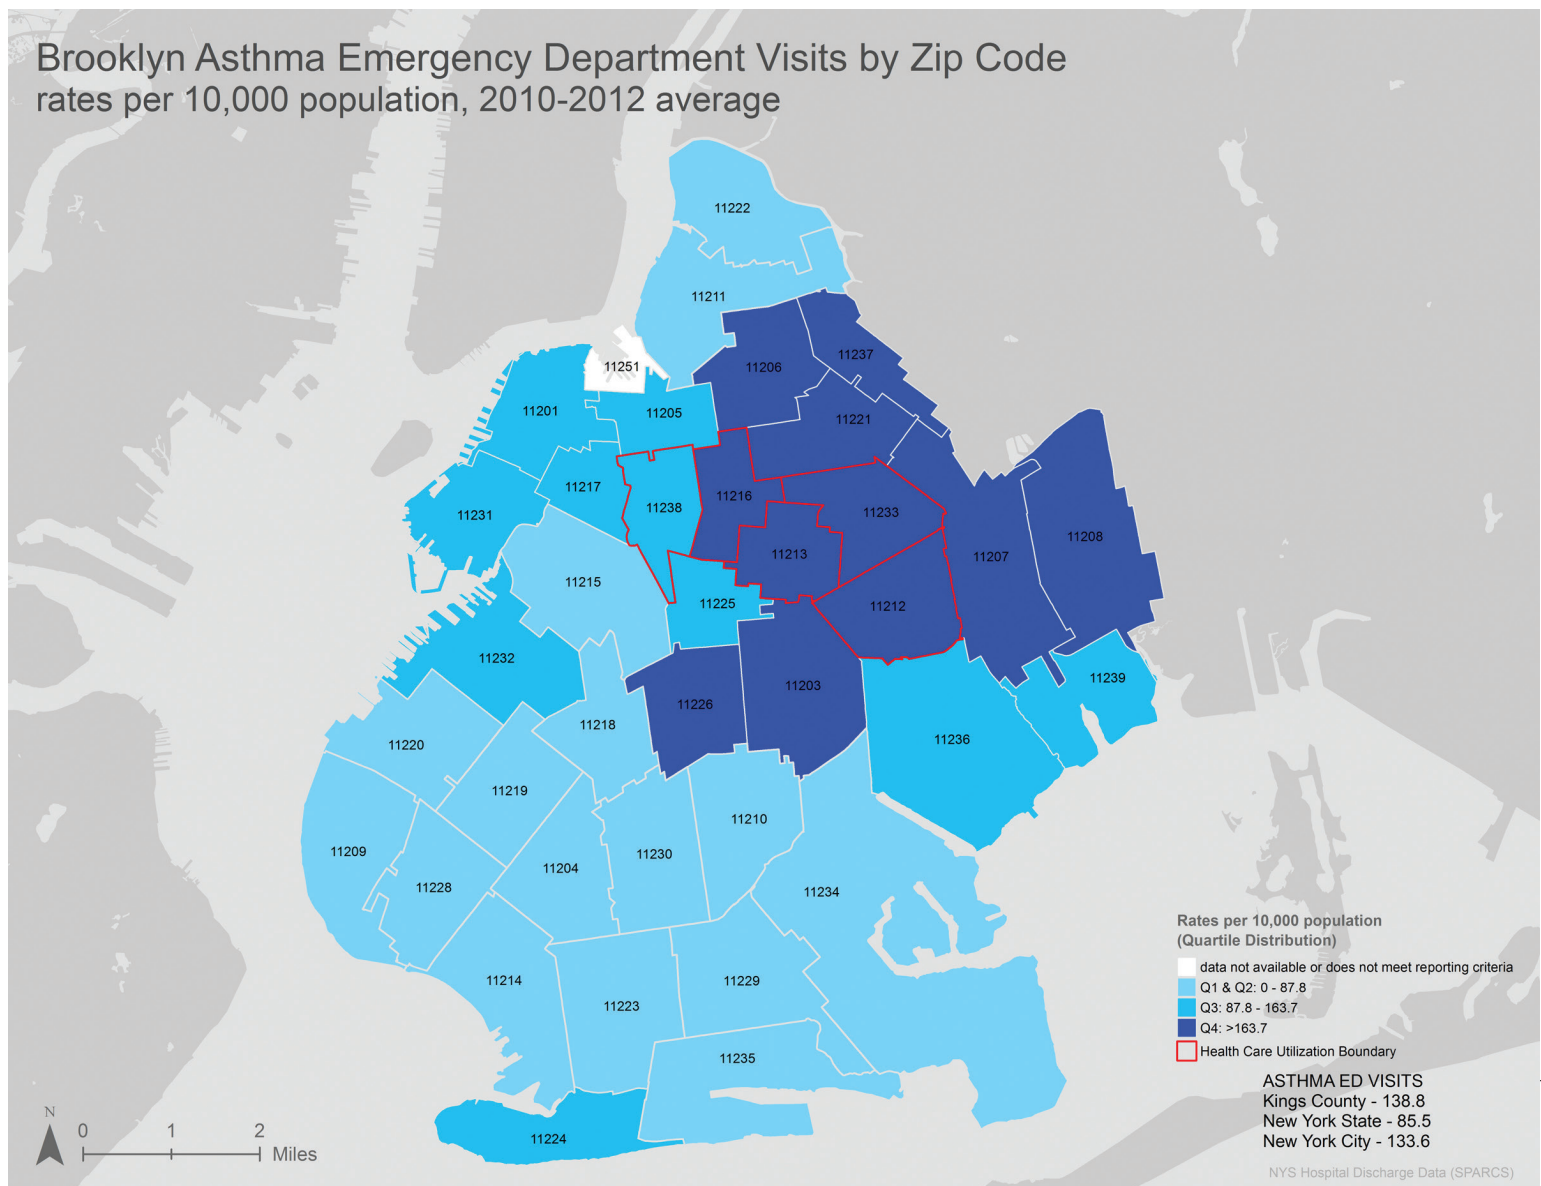 Brooklyn Asthma Emergency Department Visits by Zip Code
rates per 10,000 population, 2010-2012 average
11222
11211
11237
11251
11206
11201
11205
11221
11217
11216
11238
11231
11233
11208
11213
11207
11215
11225
11212
11232
11239
11203
11226
11218
11236
11220
11219
11210
11209
11230
11204
11228
11234
11214
11229
11223
11235
11224
Rates per 10,000 population
(Quartile Distribution)
data not available or does not meet reporting criteria
Q1 & Q2: 0 - 87.8
Q3: 87.8 - 163.7
Q4: >163.7
Health Care Utilization Boundary
ASTHMA ED VISITS
Kings County - 138.8
New York State - 85.5
New York City - 133.6
N
0 1 2
Miles
NYS Hospital Discharge Data (SPARCS)